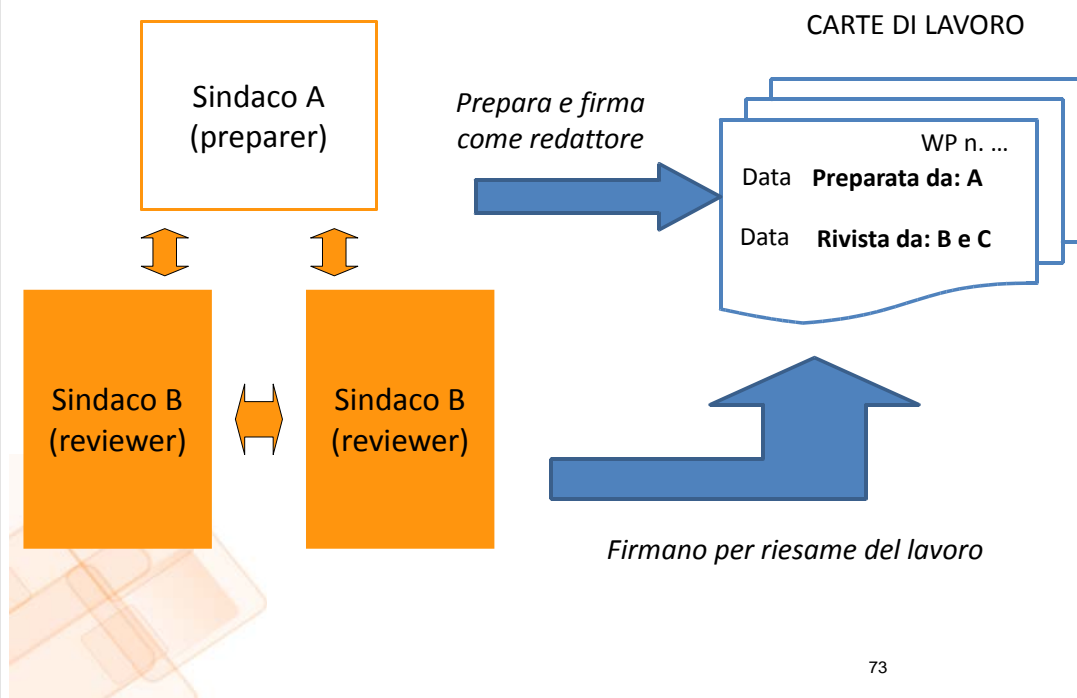 CARTE DI LAVORO
Sindaco A
(preparer)
Prepara e firma
come redattore
WP n. …
Data Preparata da: A
Data Rivista da: B e C
Sindaco B
(reviewer)
Sindaco B
(reviewer)
Firmano per riesame del lavoro
73